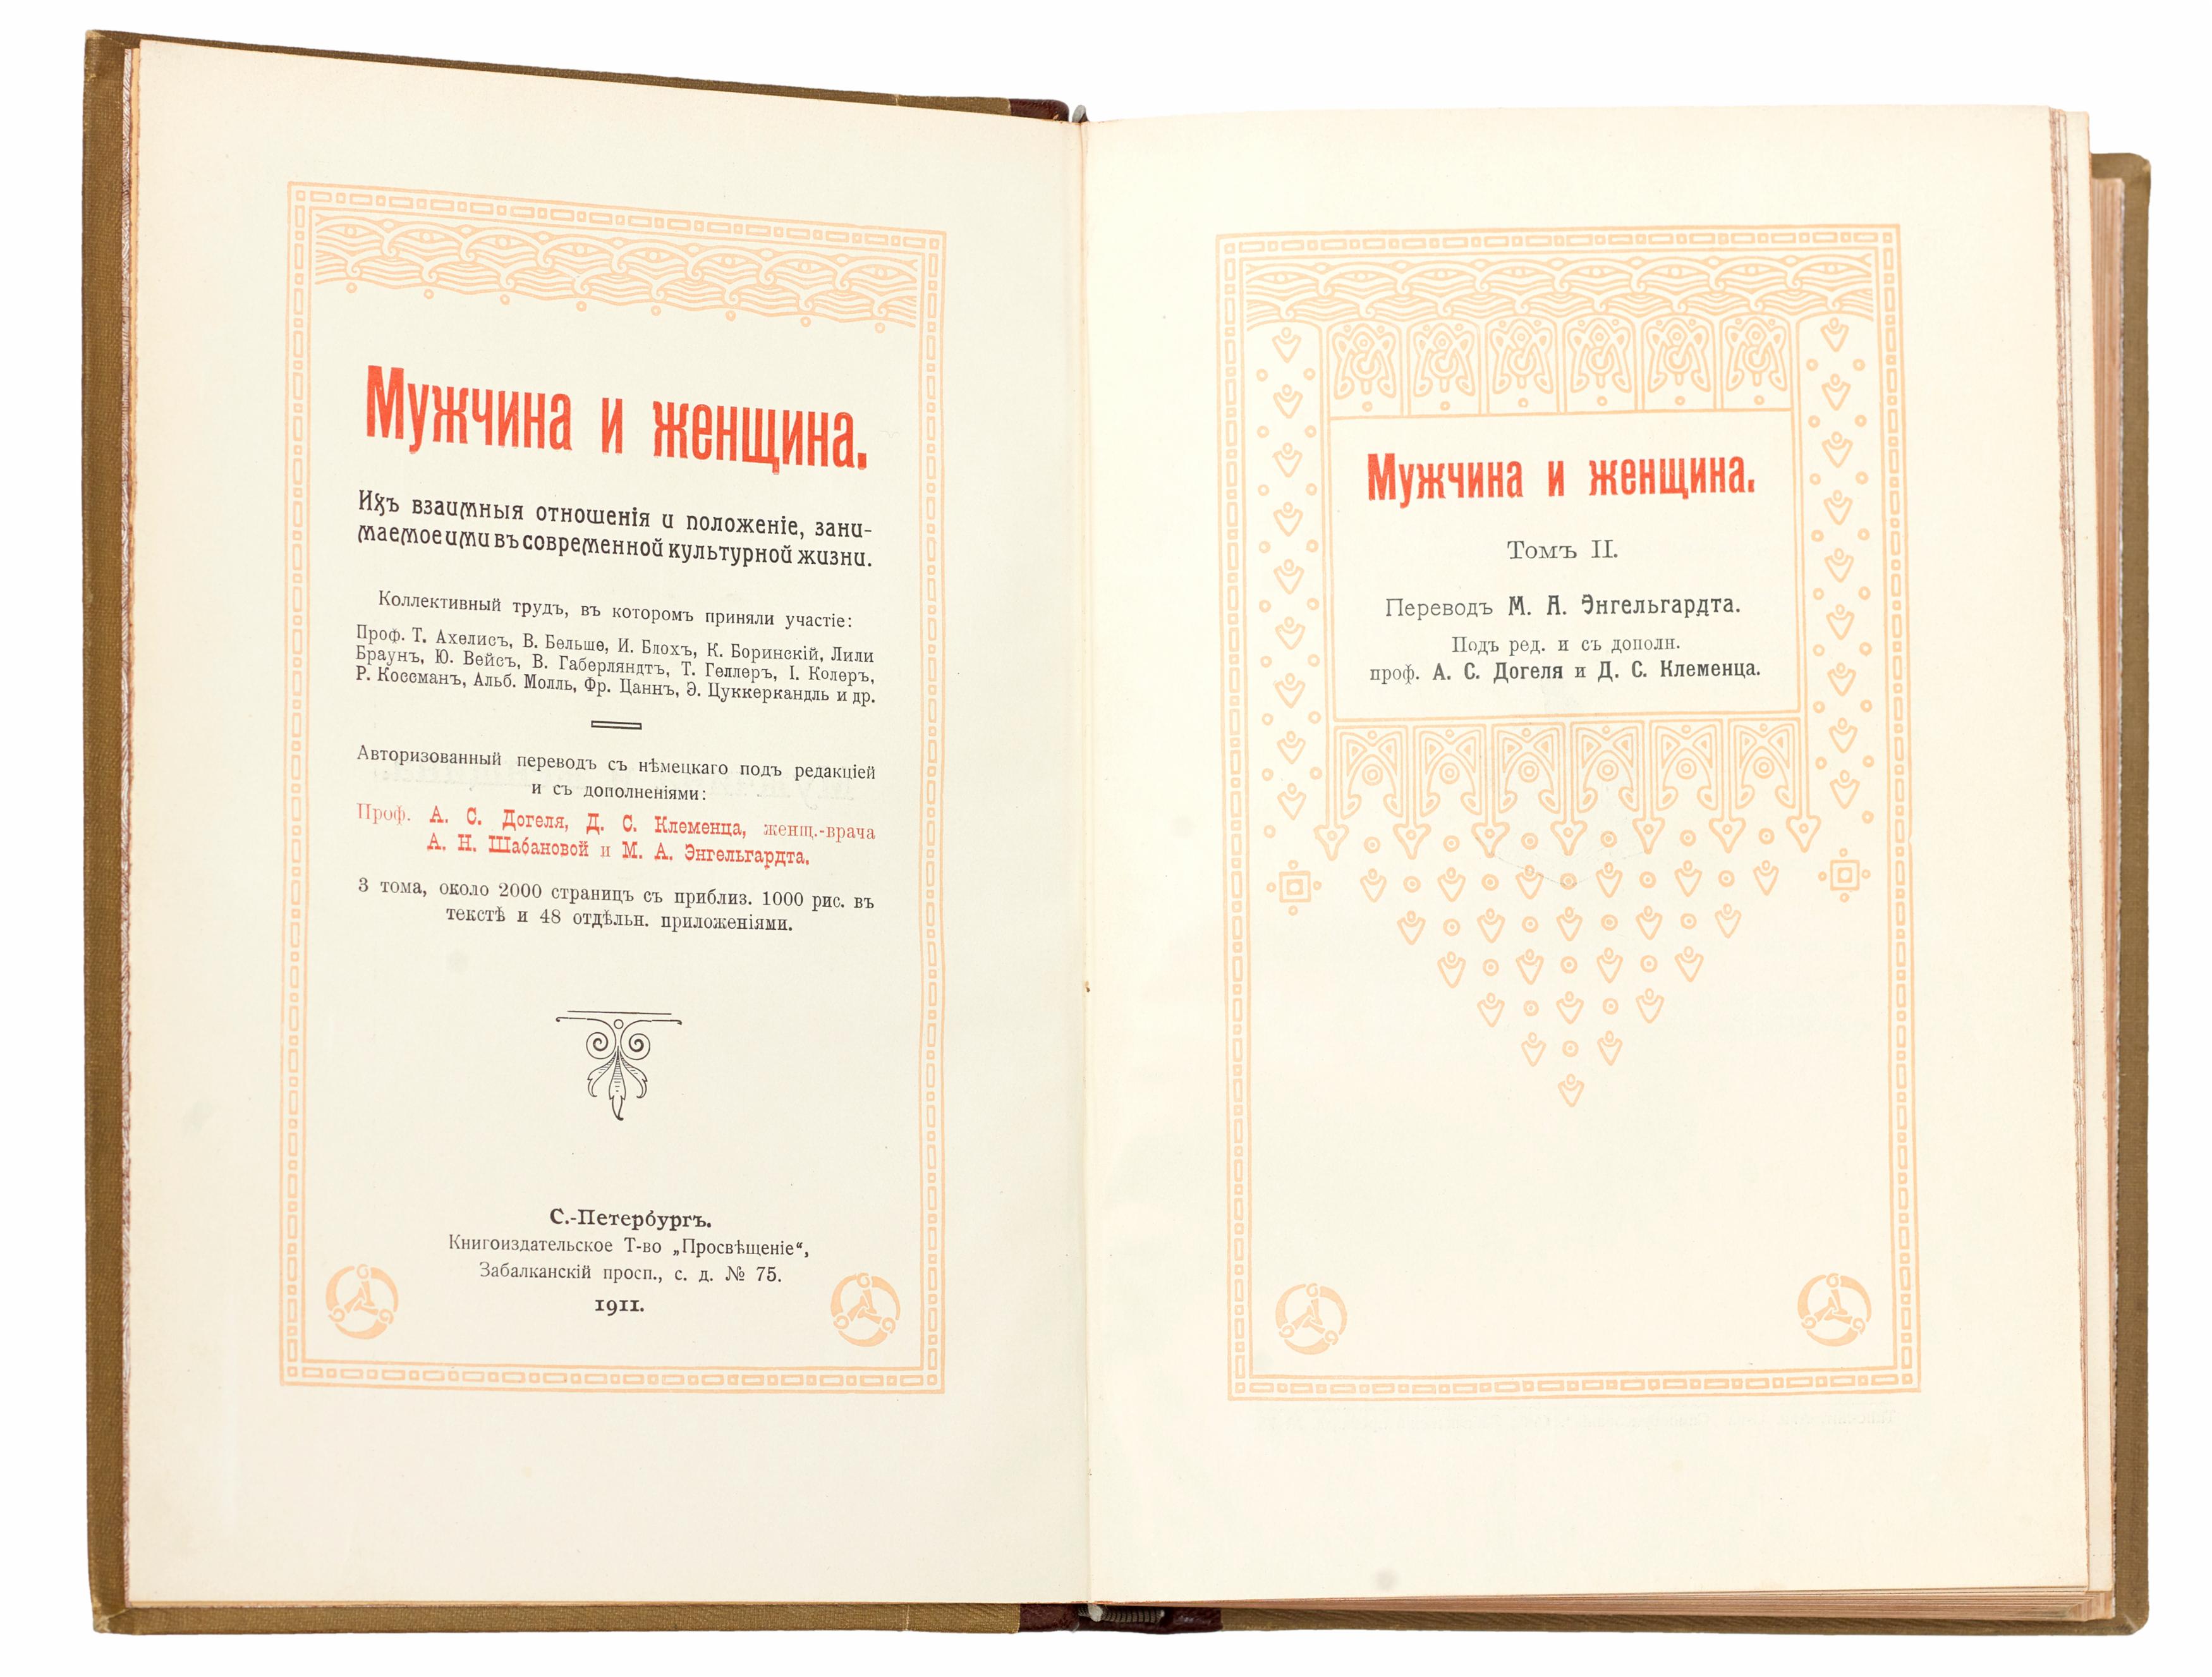 Мужчина и женщина.
Ихъ взаимныя отношенія и положеніе, зани-
маемое ими въ современной культурной жизни.
Коллективный трудъ, въ которомъ приняли участіе:
Проф. Т. Ахелисъ, В. Бельше, И. Блохъ, К. Боринскій, Лили
Браунъ, Ю. Вейсъ, В. Габерляндтъ, Т. Геллеръ, І. Колеръ,
Р. Коссманъ, Альб. Молль, Фр. Цаннъ, Э. Цуккеркандль и др.
Авторизованный переводъ съ нѣмецкаго подъ редакціей
и съ дополненіями:
Проф. А. С. Догеля, Д. С. Клеменца, женщ.-врача
А. Н. Шабановой и М. А. Энгельгардта.
3 тома, около 2000 страницъ съ приблиз. 1000 рис. въ
текстѣ и 48 отдѣльн. приложеніями.
С.-Петербургъ.
Книгоиздательское Т-во „Просвѣщеніе“,
Забалканскій просп., с. д. № 75.
1911.
Мужчина и женщина.
Томъ II.
Переводъ М. А. Энгельгардта.
Подъ ред. и съ дополн.
проф. А. С. Догеля и Д. С. Клеменца.